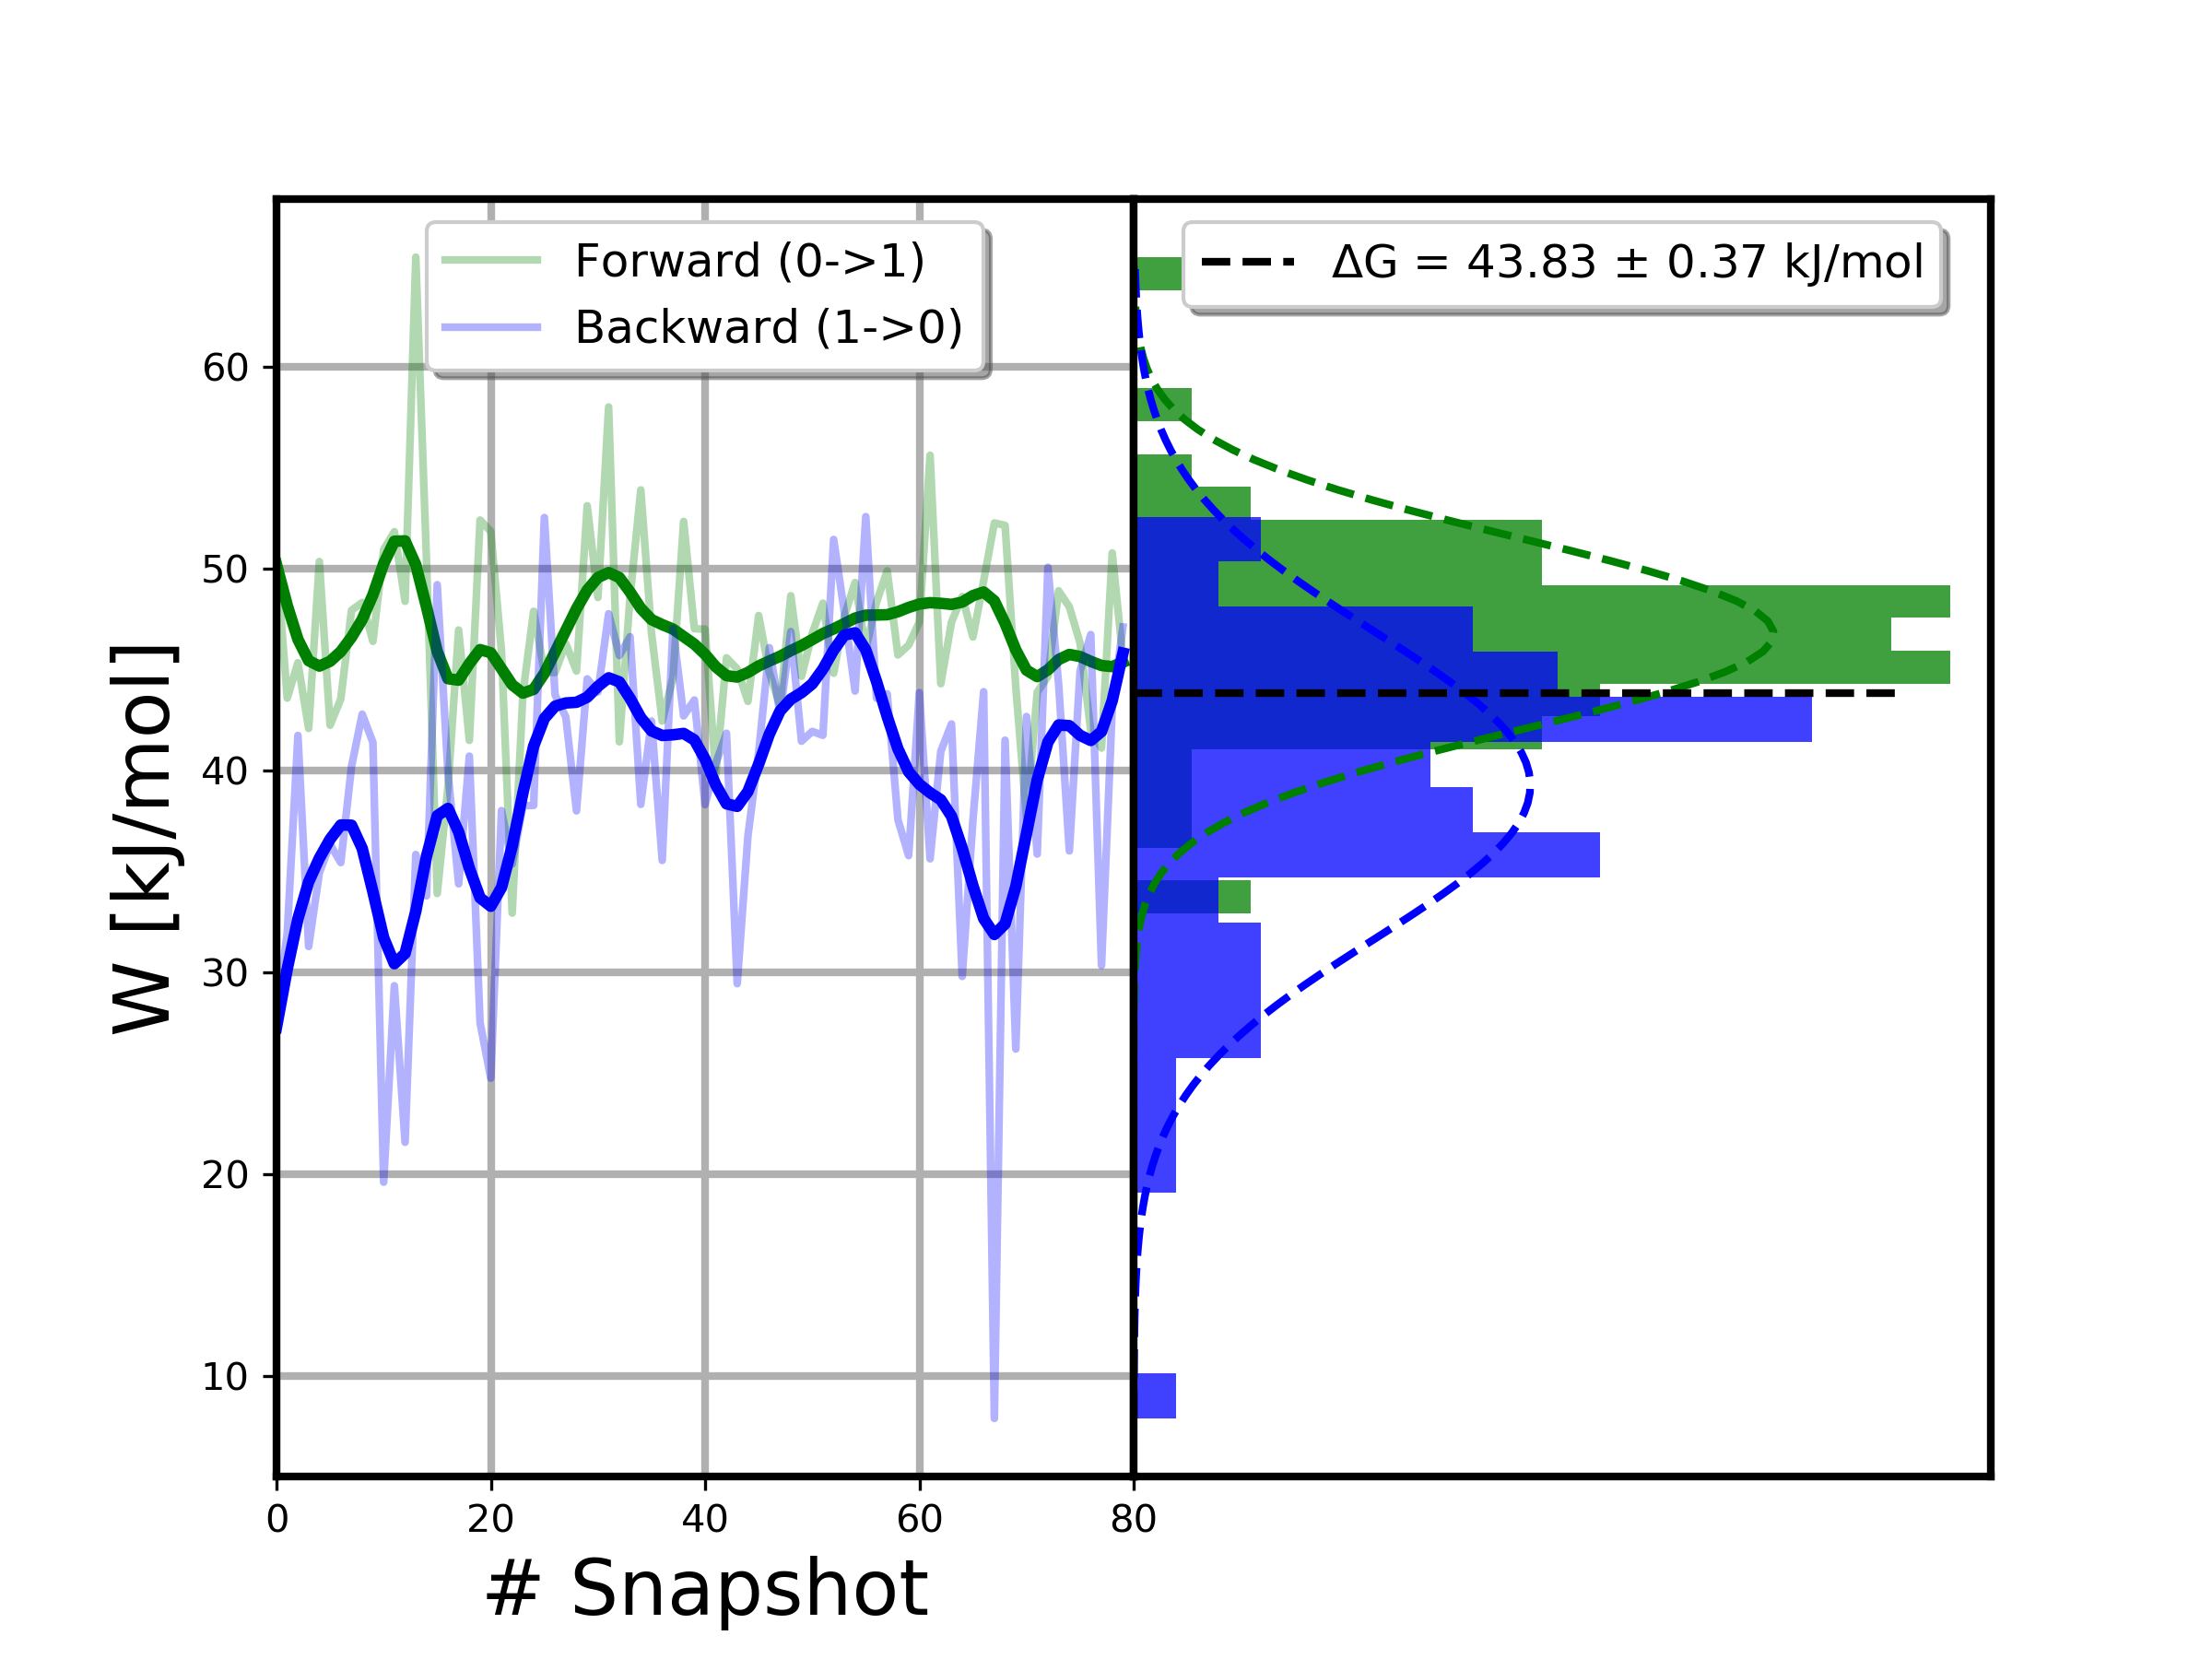 Forward (0->1)
Backward (1->0)
ΔG = 43.83 ± 0.37 kJ/mol
W [kJ/mol]
60
50
40
30
20
10
0 20 40 60 80
# Snapshot